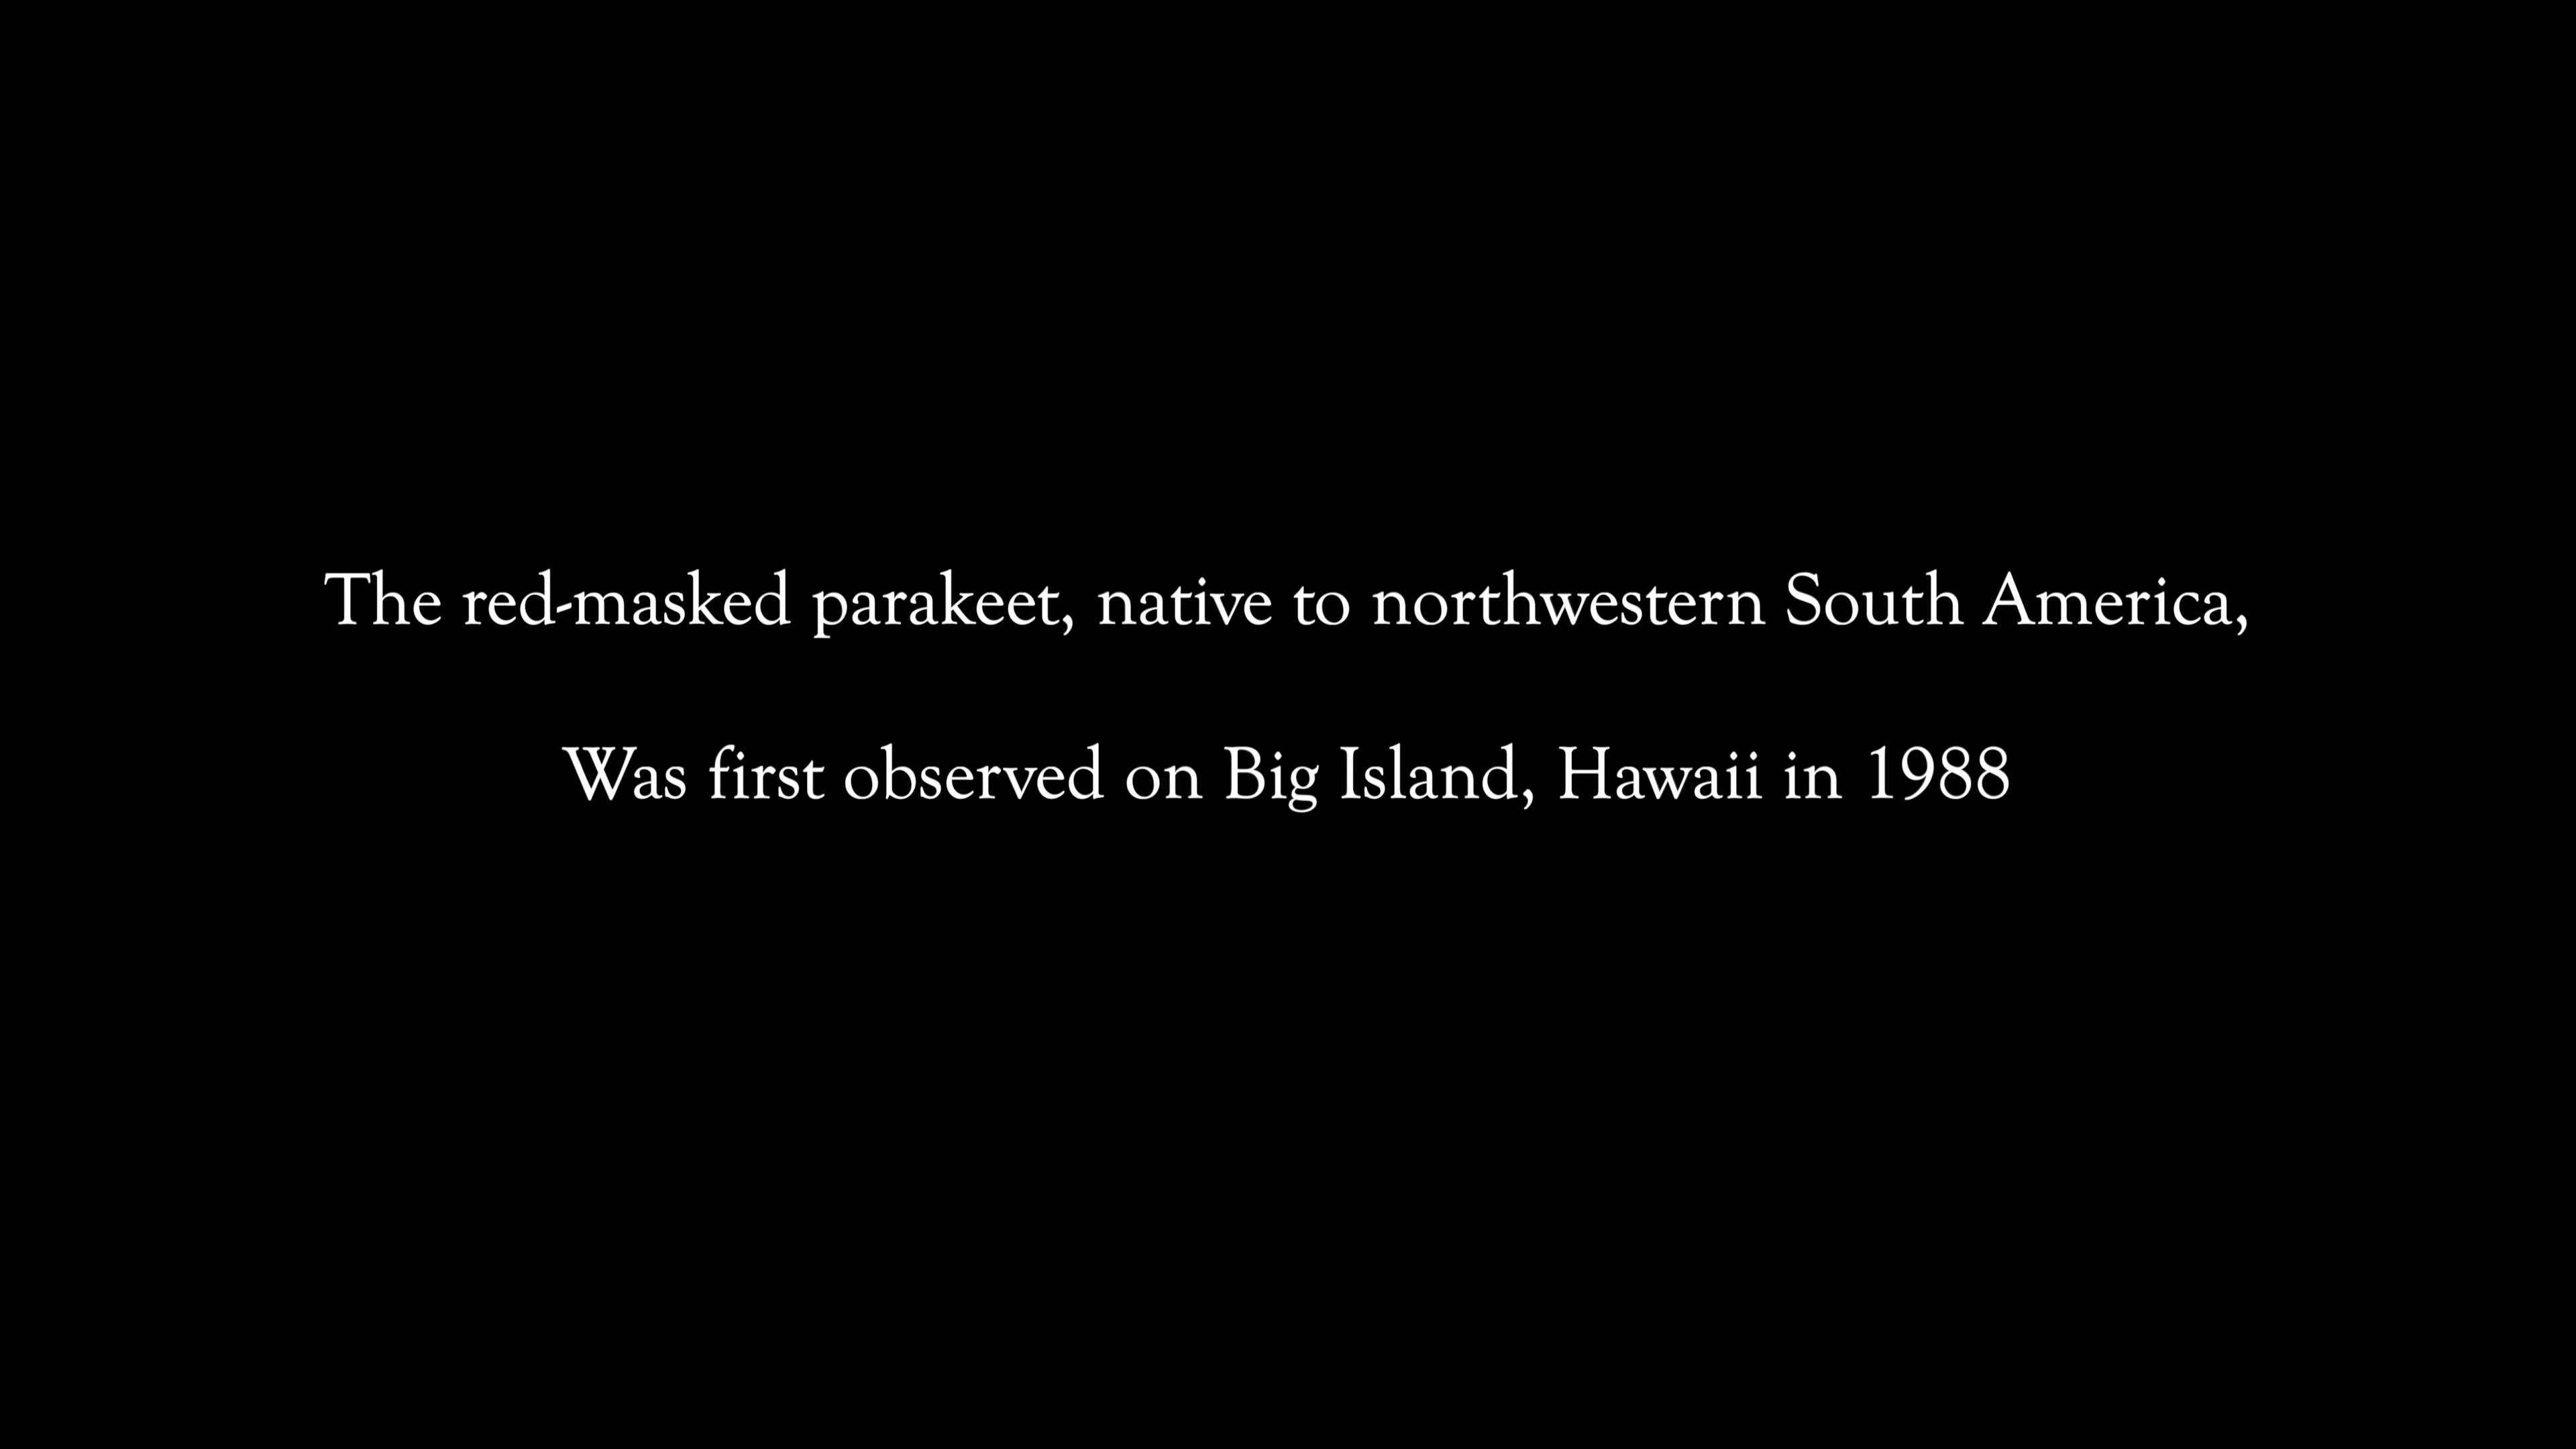 The red-masked parakeet, native to northwestern South America,
Was first observed on Big Island, Hawaii in 1988